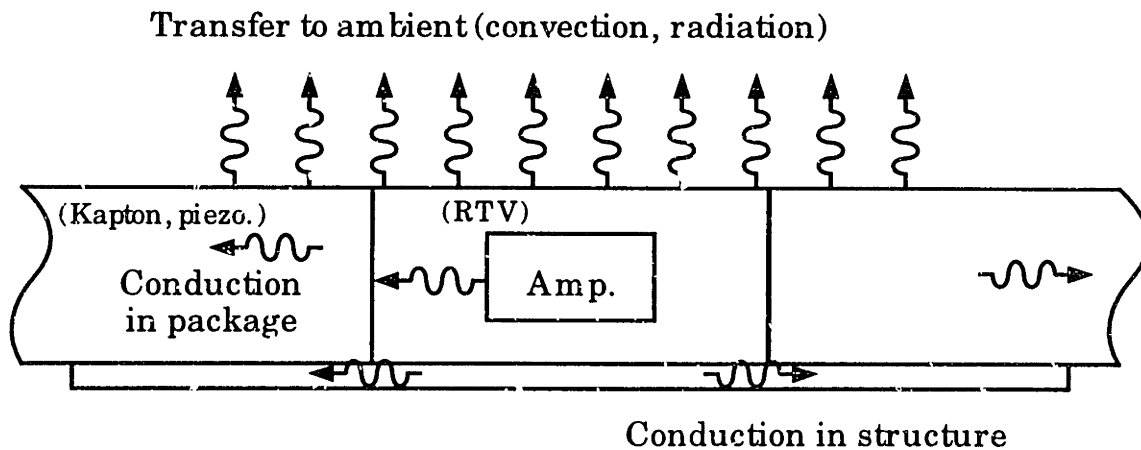 Transfer to ambient (convection, radiation)
(Kapton, piezo.)
(RTV)
Amp.
Conduction
in package
Conduction in structure